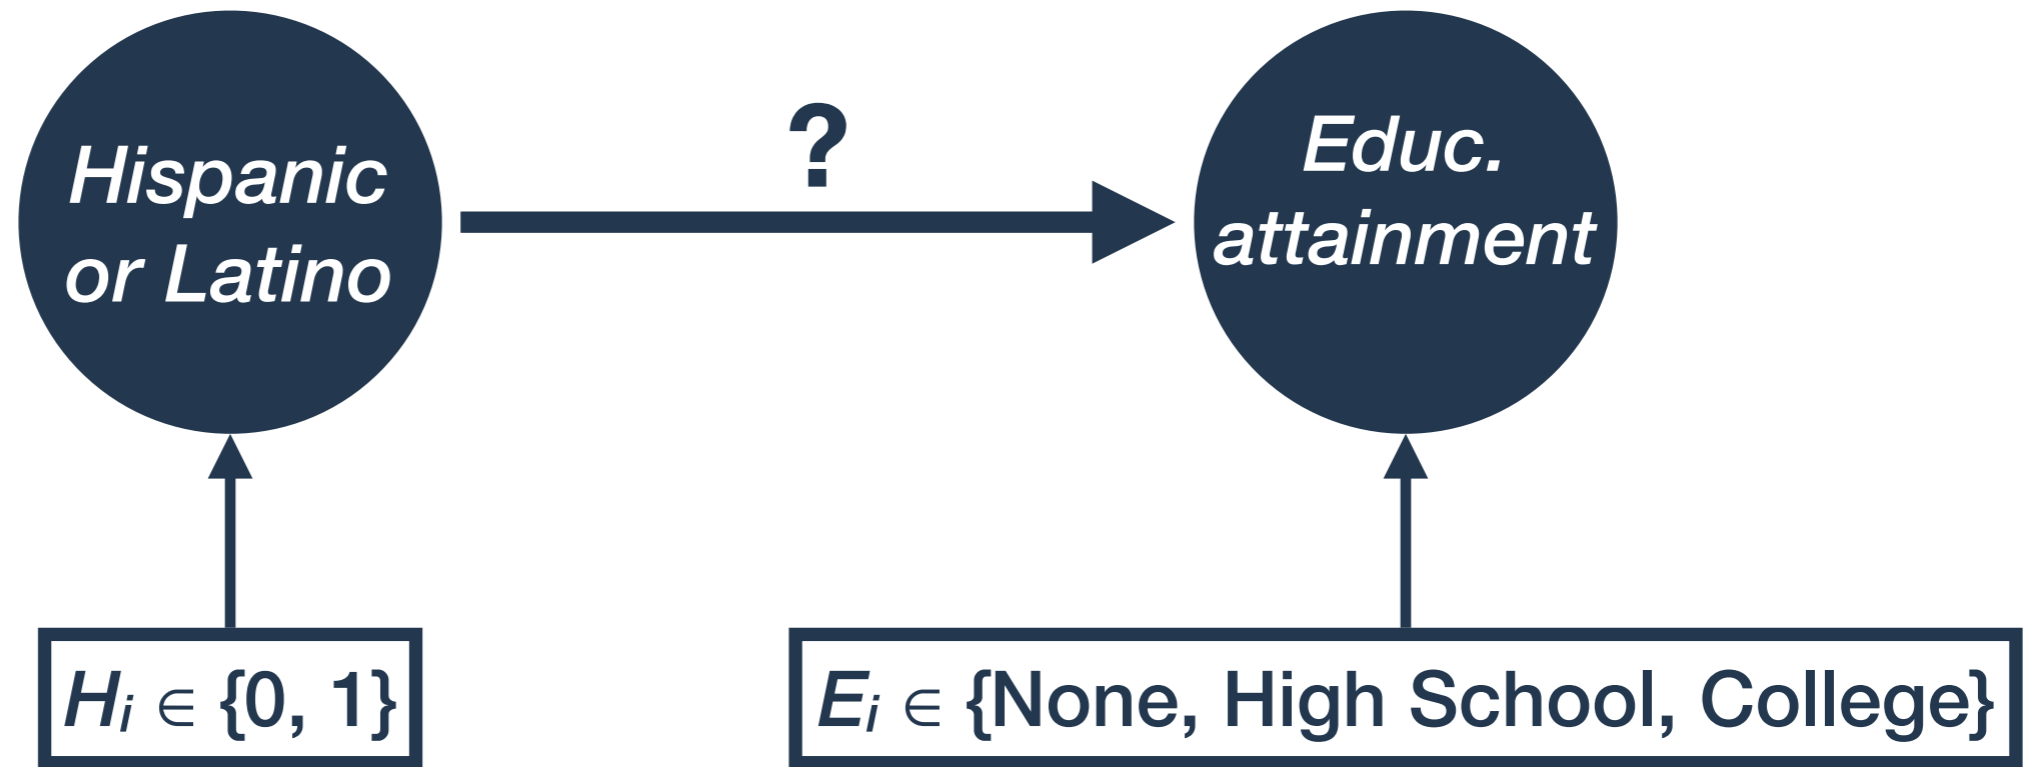 Hispanic
or Latino
?
Educ.
attainment
Hᵢ ∈ {0, 1}
Eᵢ ∈ {None, High School, College}